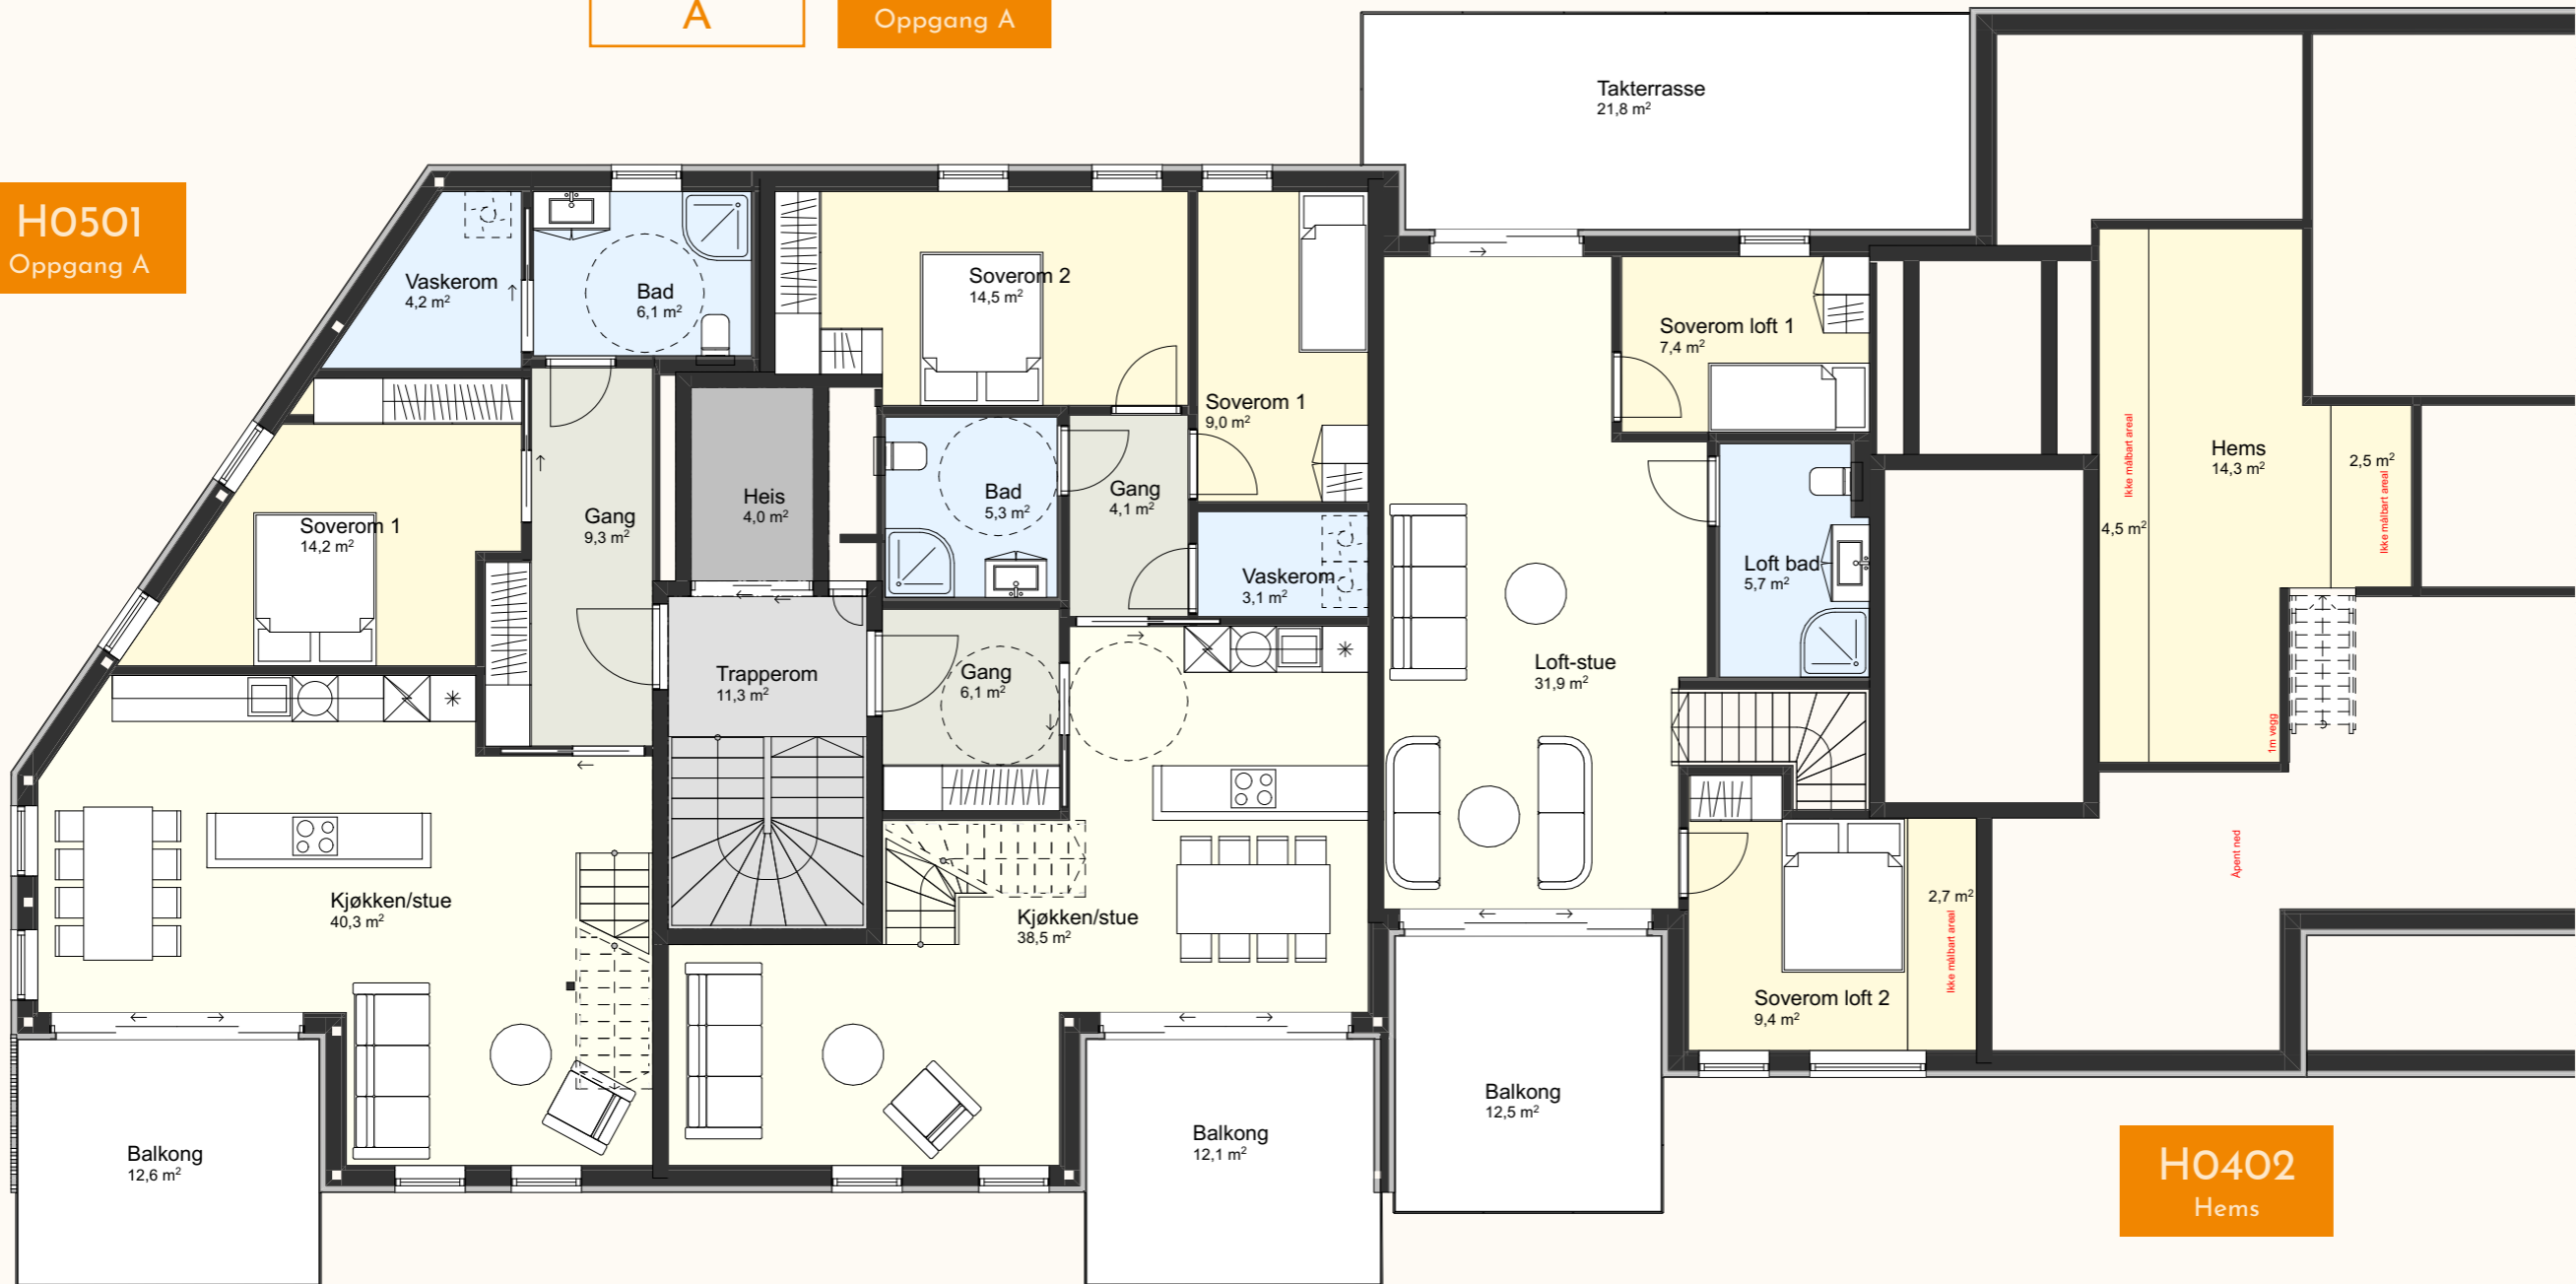 A
Oppgang A
H0501
Oppgang A
Takterrasse
21,8 m²
Vaskerom
4,2 m²
Bad
6,1 m²
Soverom 2
14,5 m²
Soverom 1
9,0 m²
Soverom loft 1
7,4 m²
Hems
14,3 m²
2,5 m²
4,5 m²
Ikke målbart areal
Ikke målbart areal
Soverom 1
14,2 m²
Gang
9,3 m²
Heis
4,0 m²
Bad
5,3 m²
Gang
4,1 m²
Vaskerom
3,1 m²
Loft bad
5,7 m²
Trapperom
11,3 m²
Gang
6,1 m²
Loft-stue
31,9 m²
1m vegg
Åpent ned
Kjøkken/stue
40,3 m²
Kjøkken/stue
38,5 m²
2,7 m²
Ikke målbart areal
Soverom loft 2
9,4 m²
Balkong
12,6 m²
Balkong
12,1 m²
Balkong
12,5 m²
H0402
Hems